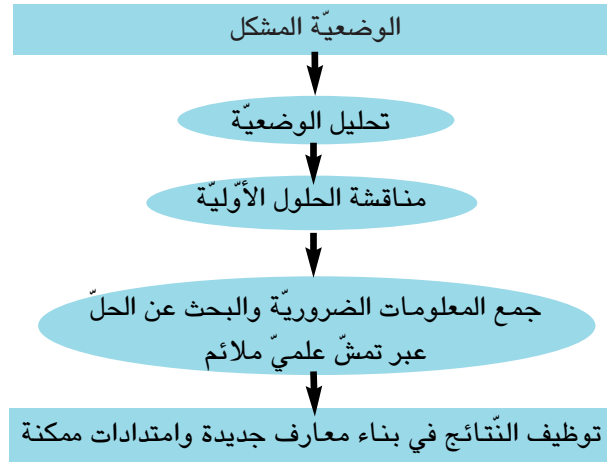 الوضعيّة المشكل
تحليل الوضعيّة
مناقشة الحلول الأوّليّة
جمع المعلومات الضروريّة والبحث عن الحلّ
عبر تمشّ علميّ ملائم
توظيف النّتائج في بناء معارف جديدة وامتدادات ممكنة